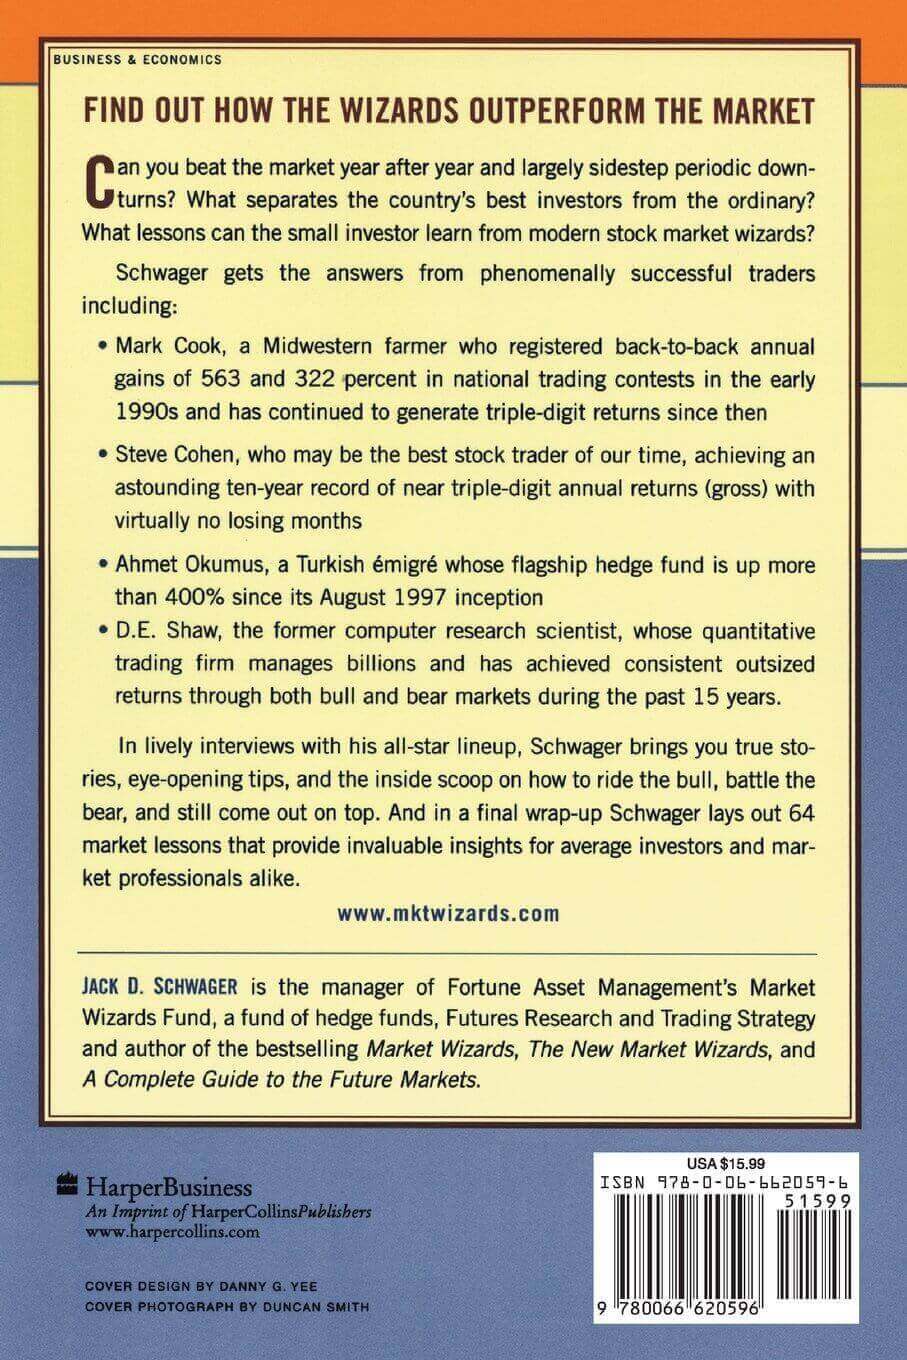 BUSINESS & ECONOMICS
FIND OUT HOW THE WIZARDS OUTPERFORM THE MARKET
Can you beat the market year after year and largely sidestep periodic down-
turns? What separates the country's best investors from the ordinary?
What lessons can the small investor learn from modern stock market wizards?
Schwager gets the answers from phenomenally successful traders
including:
• Mark Cook, a Midwestern farmer who registered back-to-back annual
gains of 563 and 322 percent in national trading contests in the early
1990s and has continued to generate triple-digit returns since then
• Steve Cohen, who may be the best stock trader of our time, achieving an
astounding ten-year record of near triple-digit annual returns (gross) with
virtually no losing months
• Ahmet Okumus, a Turkish émigré whose flagship hedge fund is up more
than 400% since its August 1997 inception
• D.E. Shaw, the former computer research scientist, whose quantitative
trading firm manages billions and has achieved consistent outsized
returns through both bull and bear markets during the past 15 years.
In lively interviews with his all-star lineup, Schwager brings you true sto-
ries, eye-opening tips, and the inside scoop on how to ride the bull, battle the
bear, and still come out on top. And in a final wrap-up Schwager lays out 64
market lessons that provide invaluable insights for average investors and mar-
ket professionals alike.
www.mktwizards.com
JACK D. SCHWAGER is the manager of Fortune Asset Management's Market
Wizards Fund, a fund of hedge funds, Futures Research and Trading Strategy
and author of the bestselling Market Wizards, The New Market Wizards, and
A Complete Guide to the Future Markets.
HarperBusiness
An Imprint of HarperCollinsPublishers
www.harpercollins.com
COVER DESIGN BY DANNY G. YEE
COVER PHOTOGRAPH BY DUNCAN SMITH
USA $15.99
ISBN 978-0-06-662059-6
51599
9 780066 620596